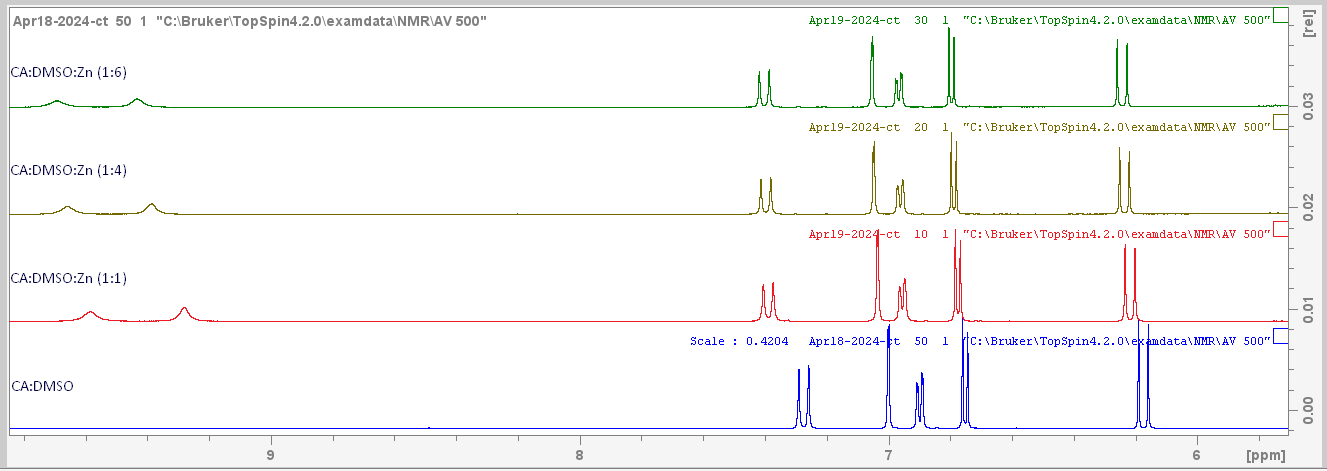 Apr18-2024-ct 50 1 "C:\Bruker\TopSpin4.2.0\examdata\NMR\AV 500"
Apr19-2024-ct 30 1 "C:\Bruker\TopSpin4.2.0\examdata\NMR\AV 500"
[rel]
CA:DMSO:Zn (1:6)
0.03
Apr19-2024-ct 20 1 "C:\Bruker\TopSpin4.2.0\examdata\NMR\AV 500"
CA:DMSO:Zn (1:4)
0.02
Apr19-2024-ct 10 1 "C:\Bruker\TopSpin4.2.0\examdata\NMR\AV 500"
CA:DMSO:Zn (1:1)
0.01
Scale : 0.4204 Apr18-2024-ct 50 1 "C:\Bruker\TopSpin4.2.0\examdata\NMR\AV 500"
CA:DMSO
0.00
9 8 7 6 [ppm]